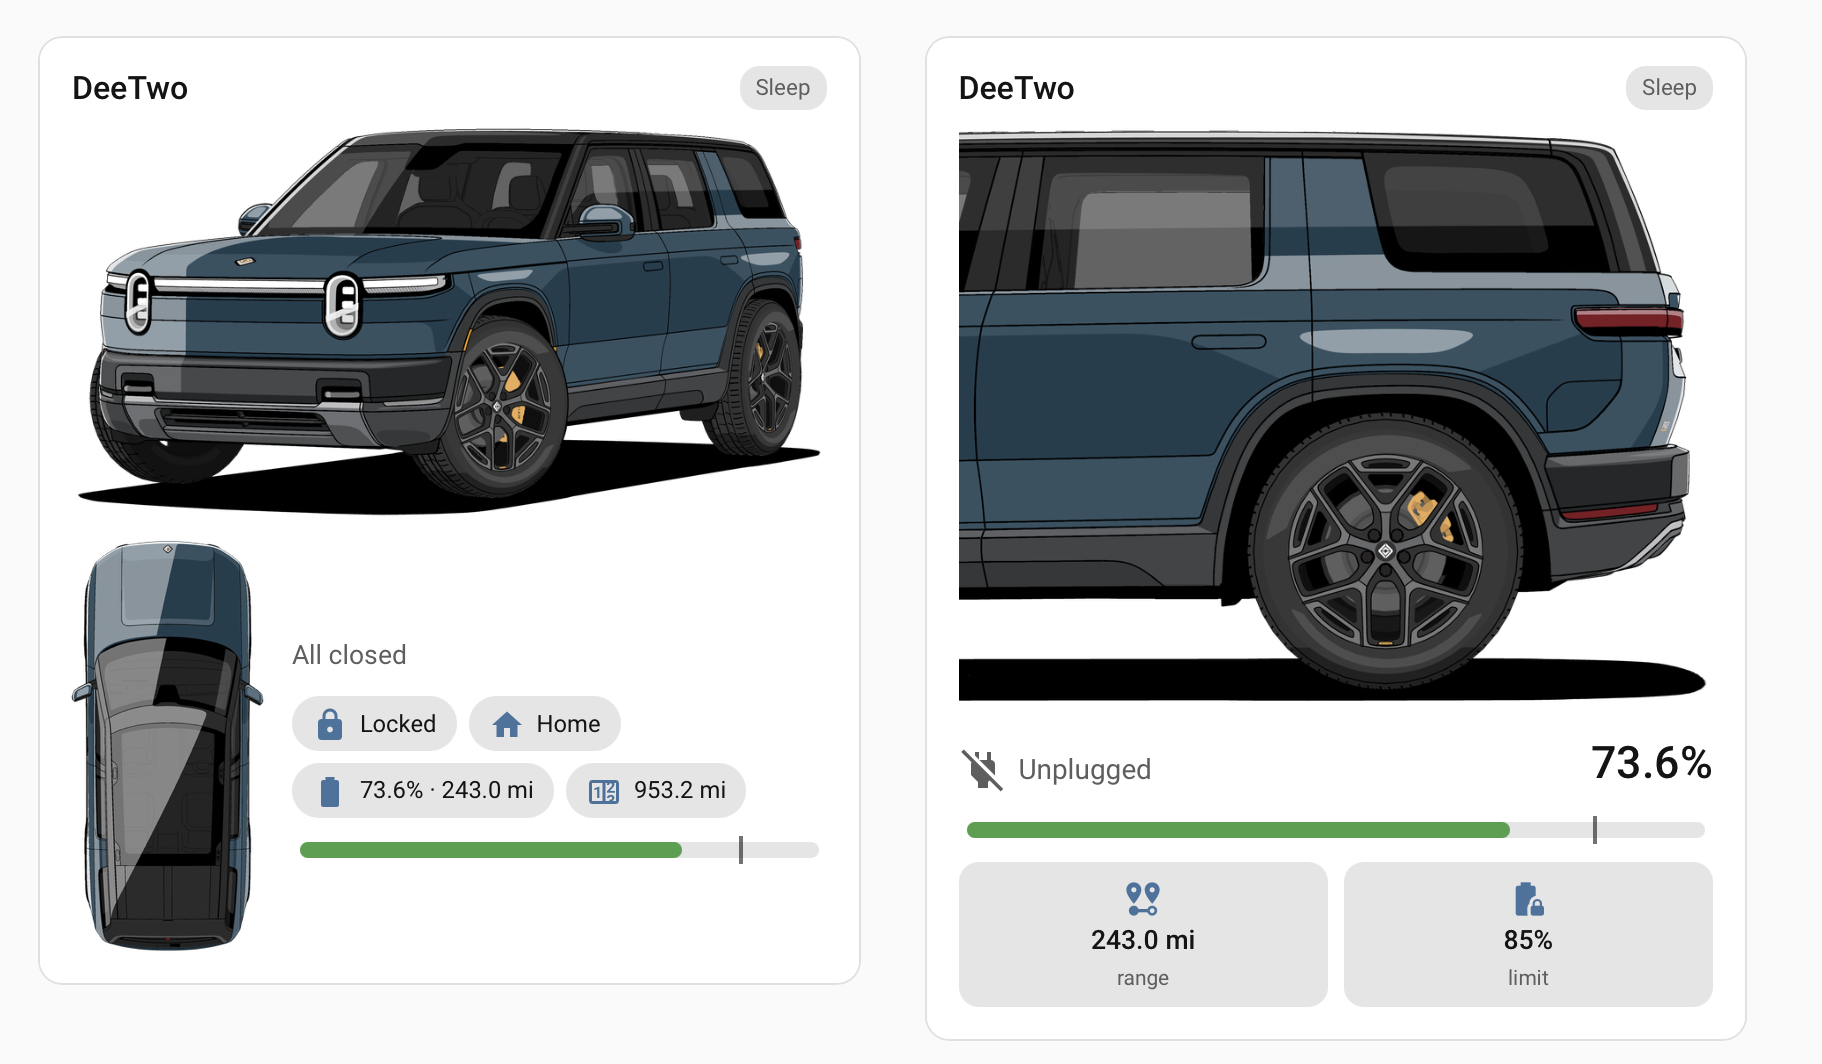 DeeTwo
Sleep
All closed
Locked
Home
73.6% · 243.0 mi
953.2 mi
DeeTwo
Sleep
Unplugged
73.6%
243.0 mi
range
85%
limit